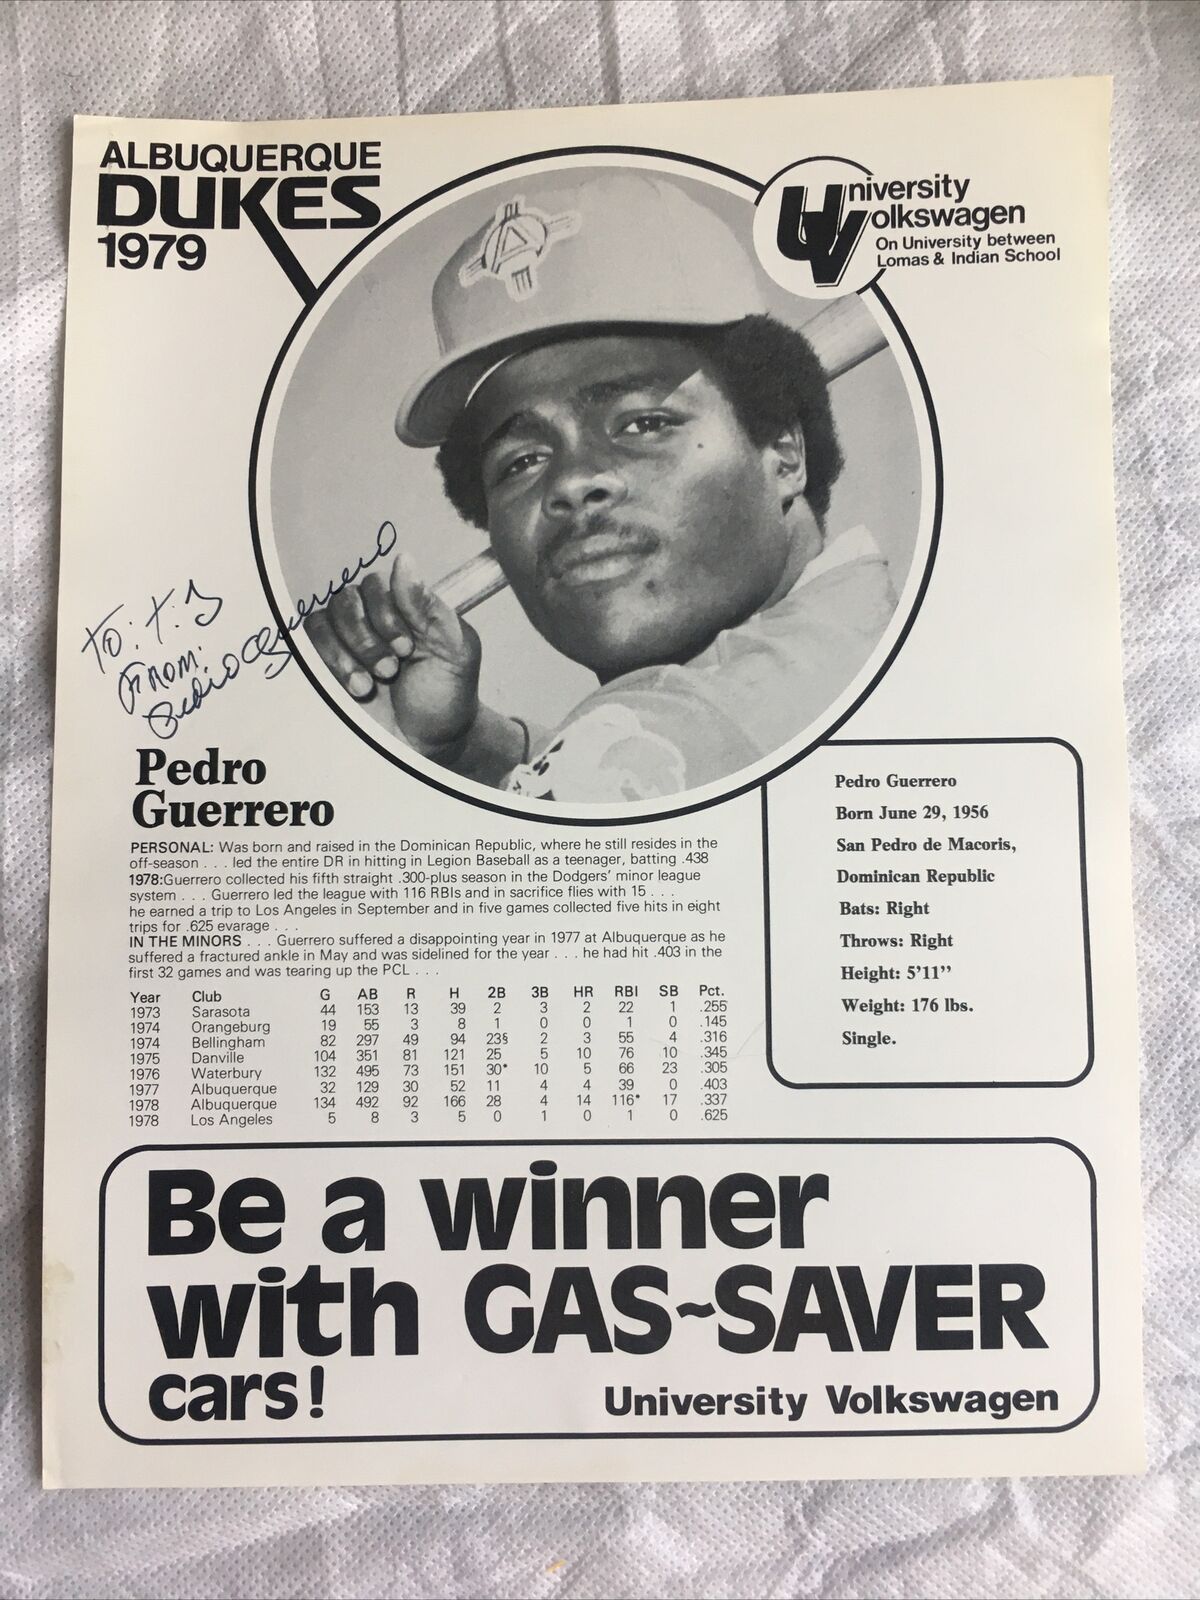 ALBUQUERQUE
DUKES
1979
University
Volkswagen
On University between
Lomas & Indian School
To: T.J
FROM:
Pedro Guerrero
Pedro
Guerrero
PERSONAL: Was born and raised in the Dominican Republic, where he still resides in the
off-season . . . led the entire DR in hitting in Legion Baseball as a teenager, batting .438
1978:Guerrero collected his fifth straight .300-plus season in the Dodgers' minor league
system . . . Guerrero led the league with 116 RBIs and in sacrifice flies with 15 . . .
he earned a trip to Los Angeles in September and in five games collected five hits in eight
trips for .625 evarage . . .
IN THE MINORS . . . Guerrero suffered a disappointing year in 1977 at Albuquerque as he
suffered a fractured ankle in May and was sidelined for the year . . . he had hit .403 in the
first 32 games and was tearing up the PCL . . .
Year Club G AB R H 2B 3B HR RBI SB Pct.
1973 Sarasota 44 153 13 39 2 3 2 22 1 .255
1974 Orangeburg 19 55 3 8 1 0 0 1 0 .145
1974 Bellingham 82 297 49 94 23§ 2 3 55 4 .316
1975 Danville 104 351 81 121 25 5 10 76 10 .345
1976 Waterbury 132 495 73 151 30* 10 5 66 23 .305
1977 Albuquerque 32 129 30 52 11 4 4 39 0 .403
1978 Albuquerque 134 492 92 166 28 4 14 116* 17 .337
1978 Los Angeles 5 8 3 5 0 1 0 1 0 .625
Pedro Guerrero
Born June 29, 1956
San Pedro de Macoris,
Dominican Republic
Bats: Right
Throws: Right
Height: 5'11"
Weight: 176 lbs.
Single.
Be a winner
with GAS~SAVER
cars!
University Volkswagen